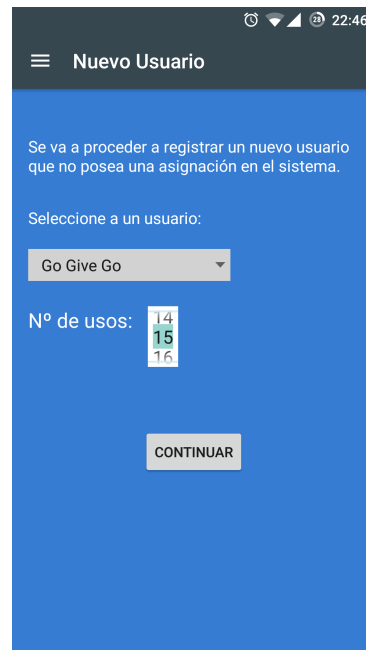 28 22:46
Nuevo Usuario
Se va a proceder a registrar un nuevo usuario
que no posea una asignación en el sistema.
Seleccione a un usuario:
Go Give Go
Nº de usos:
14
15
16
CONTINUAR